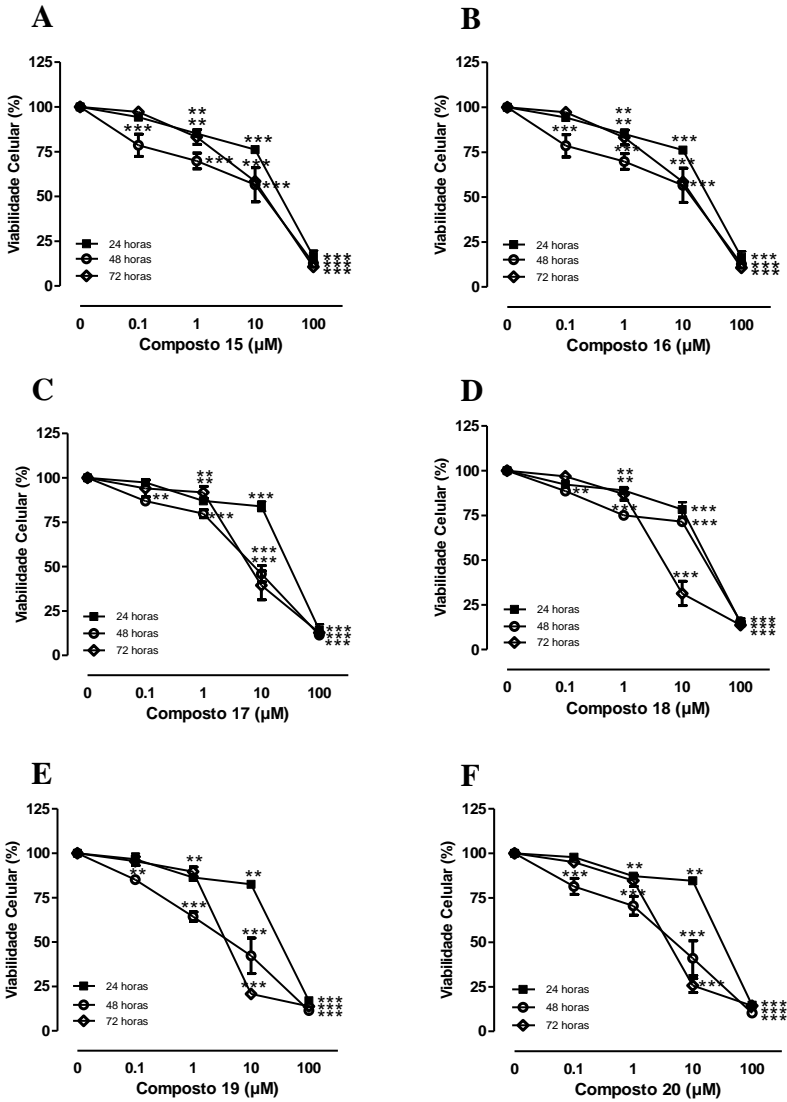 A
Viabilidade Celular (%)
125
100
75
50
25
0
**
**
***
***
***
***
***
***
***
***
24 horas
48 horas
72 horas
0 0.1 1 10 100
Composto 15 (µM)
B
Viabilidade Celular (%)
125
100
75
50
25
0
**
**
***
***
***
***
***
***
***
***
24 horas
48 horas
72 horas
0 0.1 1 10 100
Composto 16 (µM)
C
Viabilidade Celular (%)
125
100
75
50
25
0
**
**
***
**
***
***
***
***
***
***
24 horas
48 horas
72 horas
0 0.1 1 10 100
Composto 17 (µM)
D
Viabilidade Celular (%)
125
100
75
50
25
0
**
**
***
**
***
***
***
***
***
***
24 horas
48 horas
72 horas
0 0.1 1 10 100
Composto 18 (µM)
E
Viabilidade Celular (%)
125
100
75
50
25
0
**
**
**
***
***
***
***
***
***
24 horas
48 horas
72 horas
0 0.1 1 10 100
Composto 19 (µM)
F
Viabilidade Celular (%)
125
100
75
50
25
0
**
**
***
***
***
***
***
***
***
24 horas
48 horas
72 horas
0 0.1 1 10 100
Composto 20 (µM)